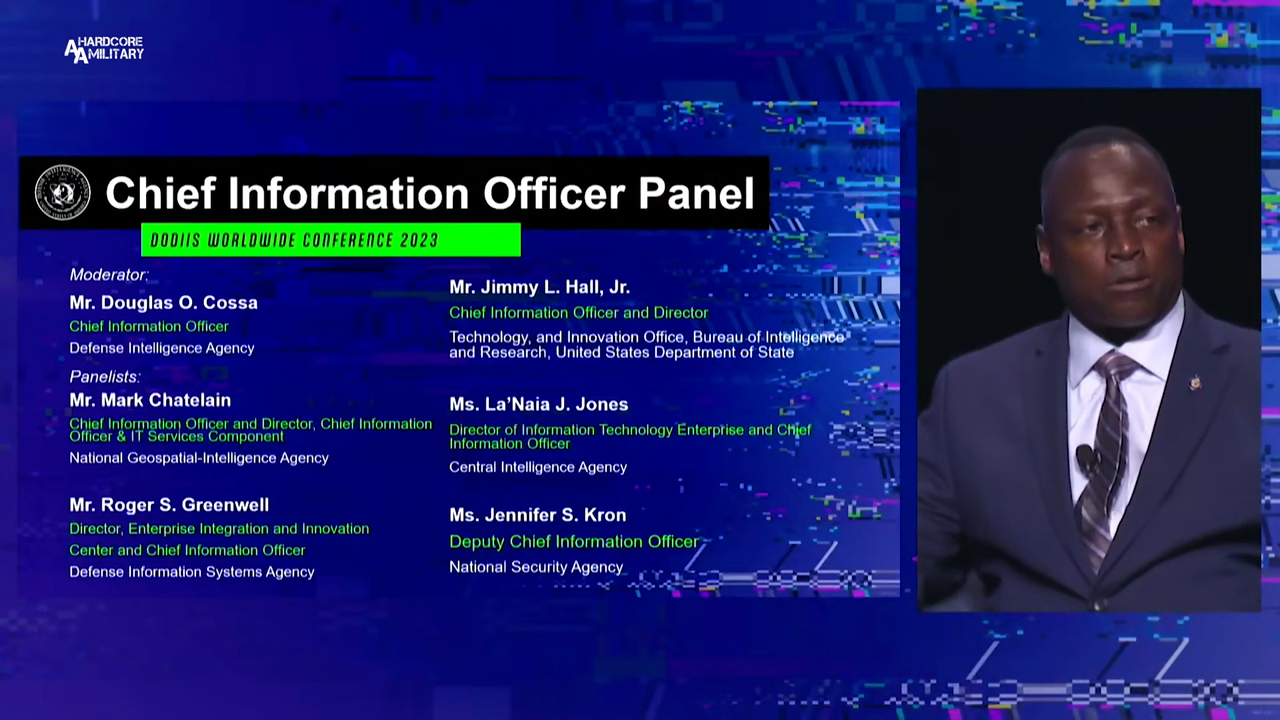 HARDCORE
AA MILITARY
Chief Information Officer Panel
DODIIS WORLDWIDE CONFERENCE 2023
Moderator:
Mr. Douglas O. Cossa
Chief Information Officer
Defense Intelligence Agency
Panelists:
Mr. Mark Chatelain
Chief Information Officer and Director, Chief Information
Officer & IT Services Component
National Geospatial-Intelligence Agency
Mr. Roger S. Greenwell
Director, Enterprise Integration and Innovation
Center and Chief Information Officer
Defense Information Systems Agency
Mr. Jimmy L. Hall, Jr.
Chief Information Officer and Director
Technology, and Innovation Office, Bureau of Intelligence
and Research, United States Department of State
Ms. La’Naia J. Jones
Director of Information Technology Enterprise and Chief
Information Officer
Central Intelligence Agency
Ms. Jennifer S. Kron
Deputy Chief Information Officer
National Security Agency